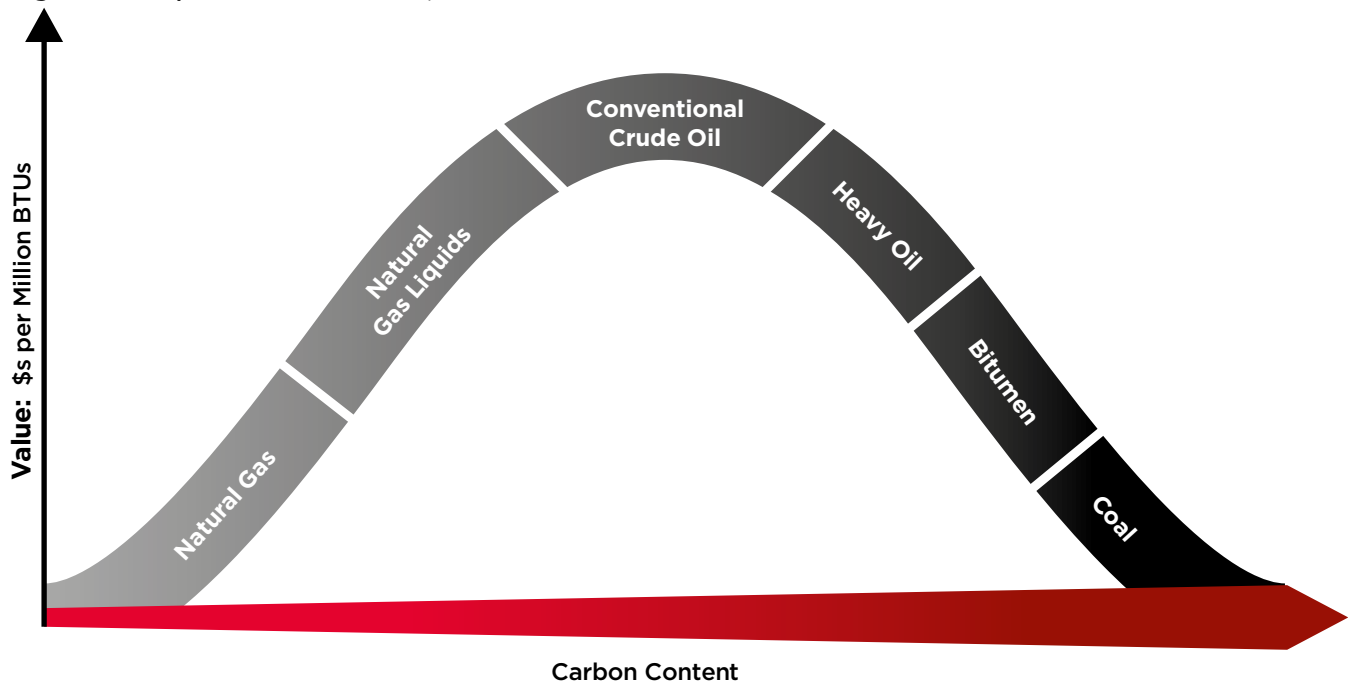 Value: $s per Million BTUs
Conventional
Crude Oil
Natural
Gas Liquids
Heavy Oil
Natural Gas
Bitumen
Coal
Carbon Content